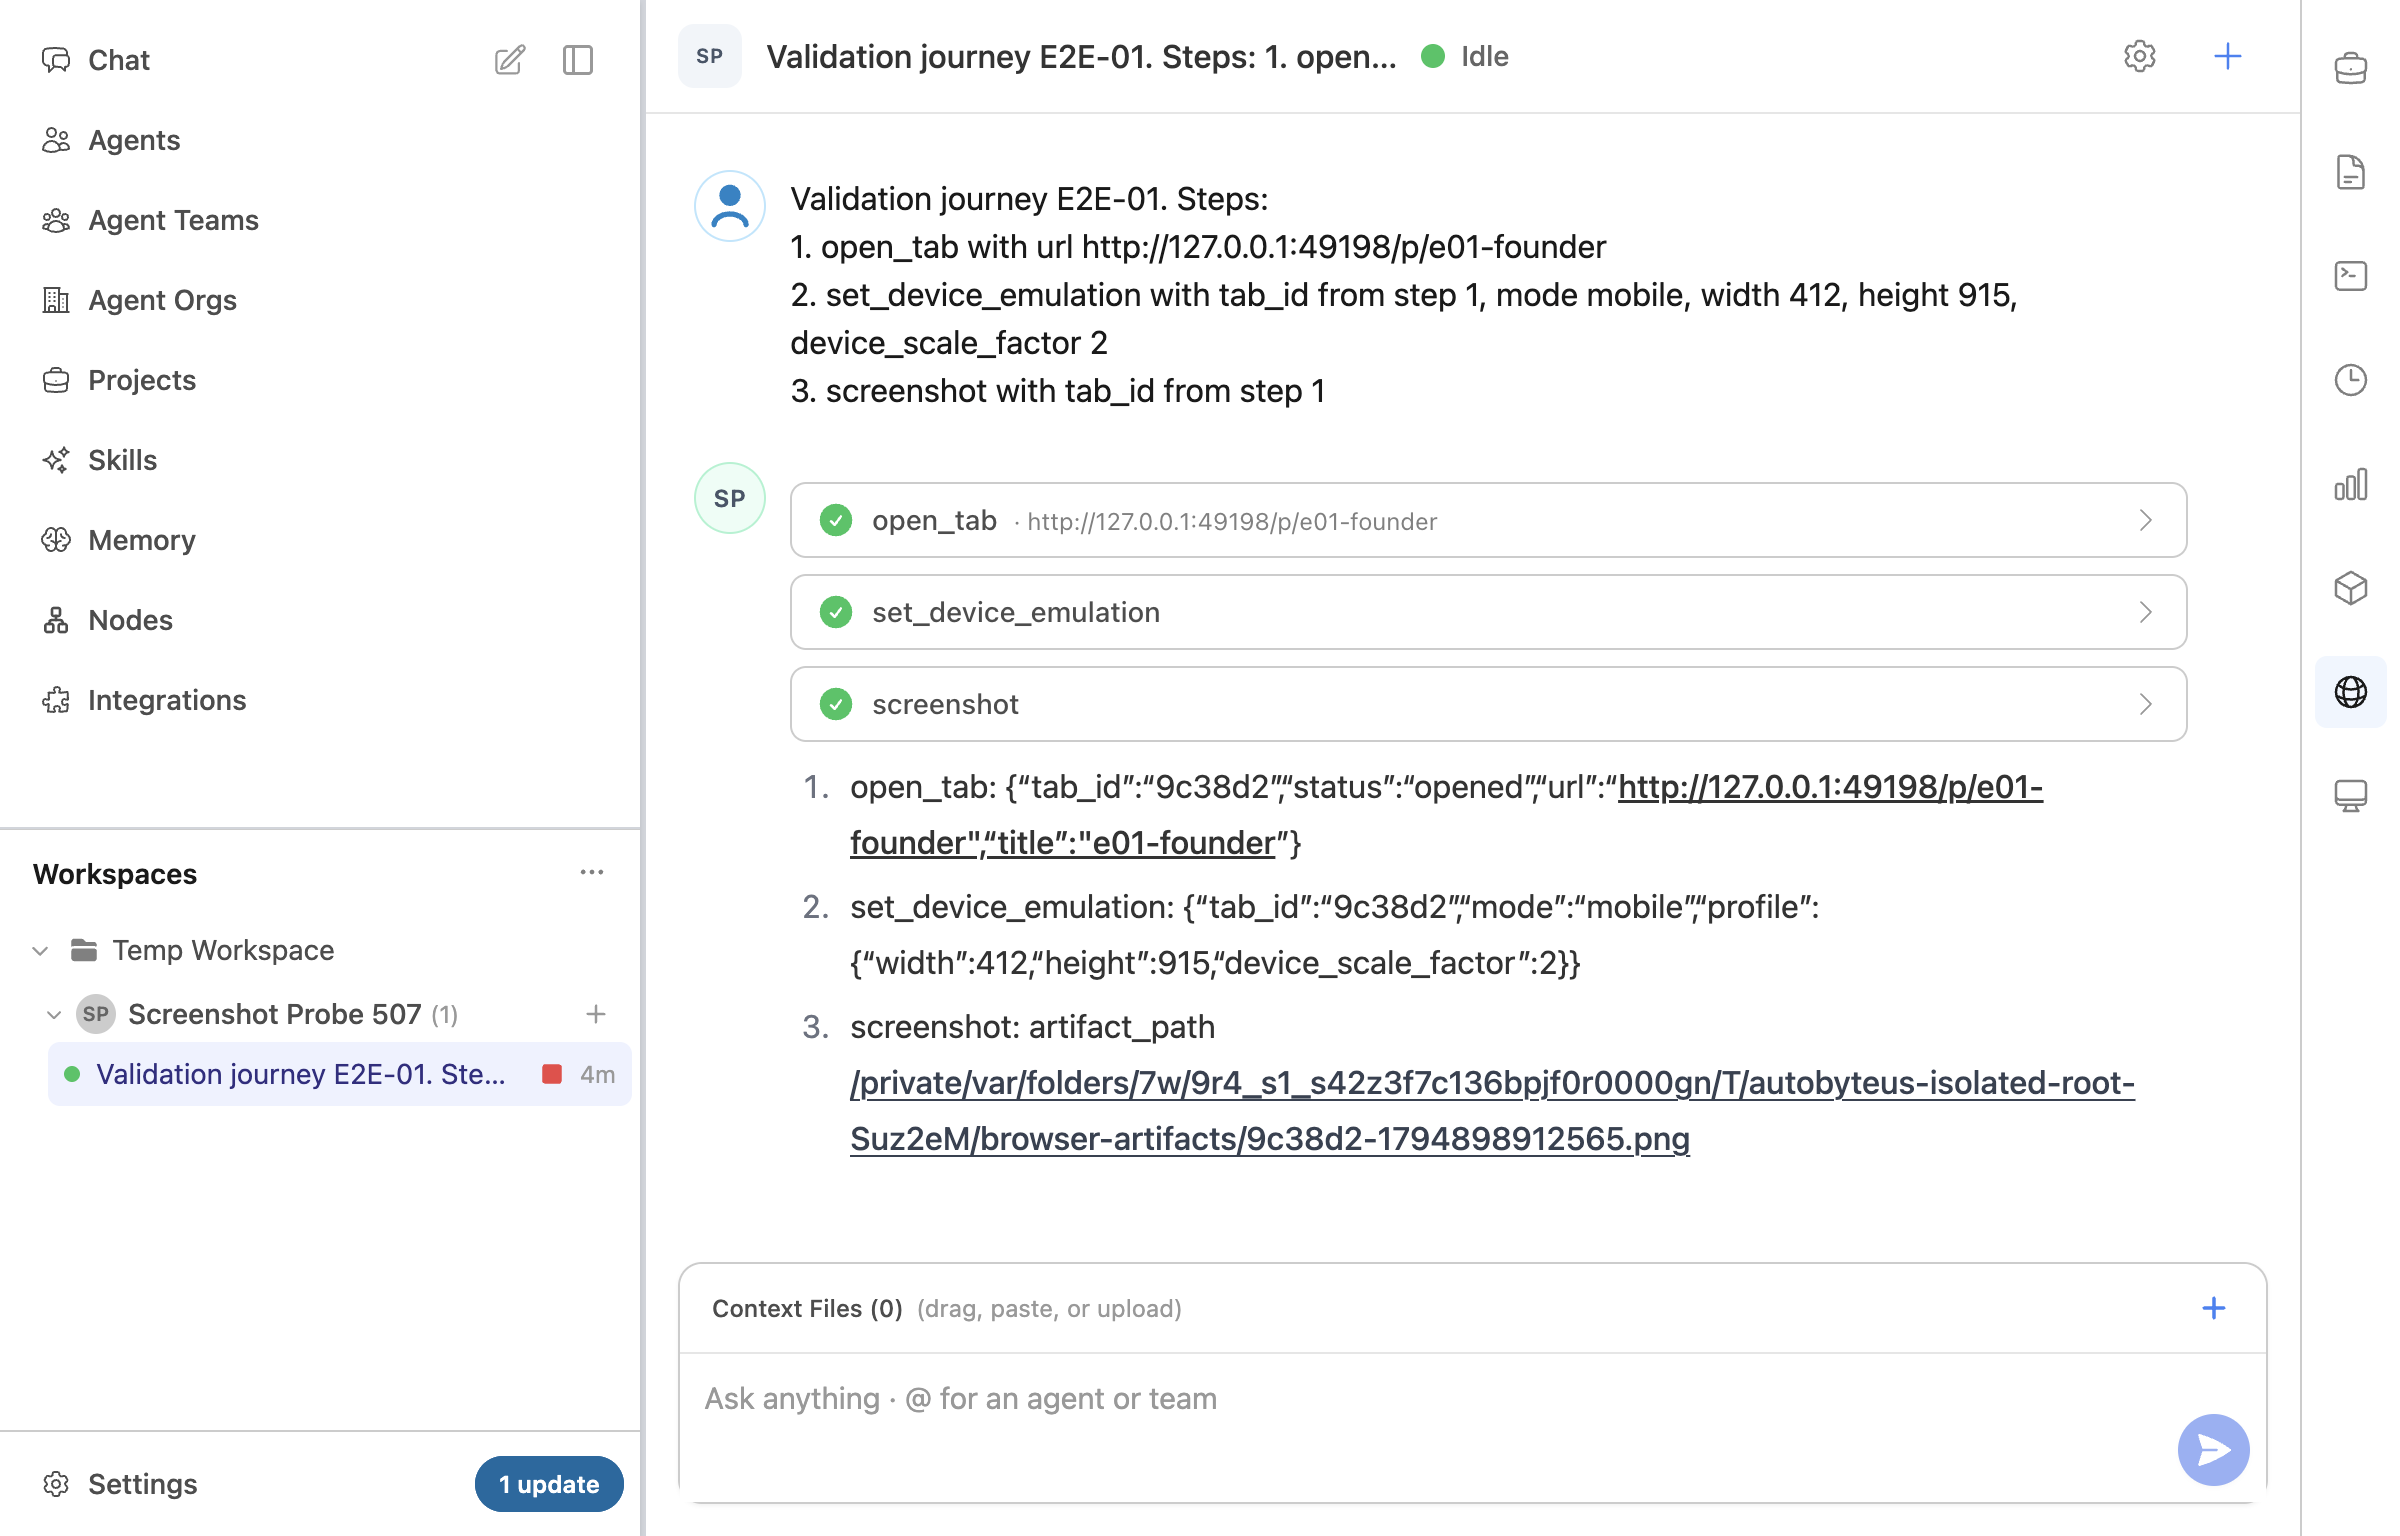 Chat
Agents
Agent Teams
Agent Orgs
Projects
Skills
Memory
Nodes
Integrations
Workspaces
Temp Workspace
SP Screenshot Probe 507 (1)
Validation journey E2E-01. Ste... 4m
Settings
1 update
SP Validation journey E2E-01. Steps: 1. open... Idle
Validation journey E2E-01. Steps:
1. open_tab with url http://127.0.0.1:49198/p/e01-founder
2. set_device_emulation with tab_id from step 1, mode mobile, width 412, height 915,
device_scale_factor 2
3. screenshot with tab_id from step 1
SP
open_tab · http://127.0.0.1:49198/p/e01-founder
set_device_emulation
screenshot
1. open_tab: {“tab_id”:“9c38d2”,“status”:“opened”,“url”:“http://127.0.0.1:49198/p/e01-
founder",“title”:"e01-founder”}
2. set_device_emulation: {“tab_id”:“9c38d2”,“mode”:“mobile”,“profile”:
{“width”:412,“height”:915,“device_scale_factor”:2}}
3. screenshot: artifact_path
/private/var/folders/7w/9r4_s1_s42z3f7c136bpjf0r0000gn/T/autobyteus-isolated-root-
Suz2eM/browser-artifacts/9c38d2-1794898912565.png
Context Files (0) (drag, paste, or upload)
Ask anything · @ for an agent or team